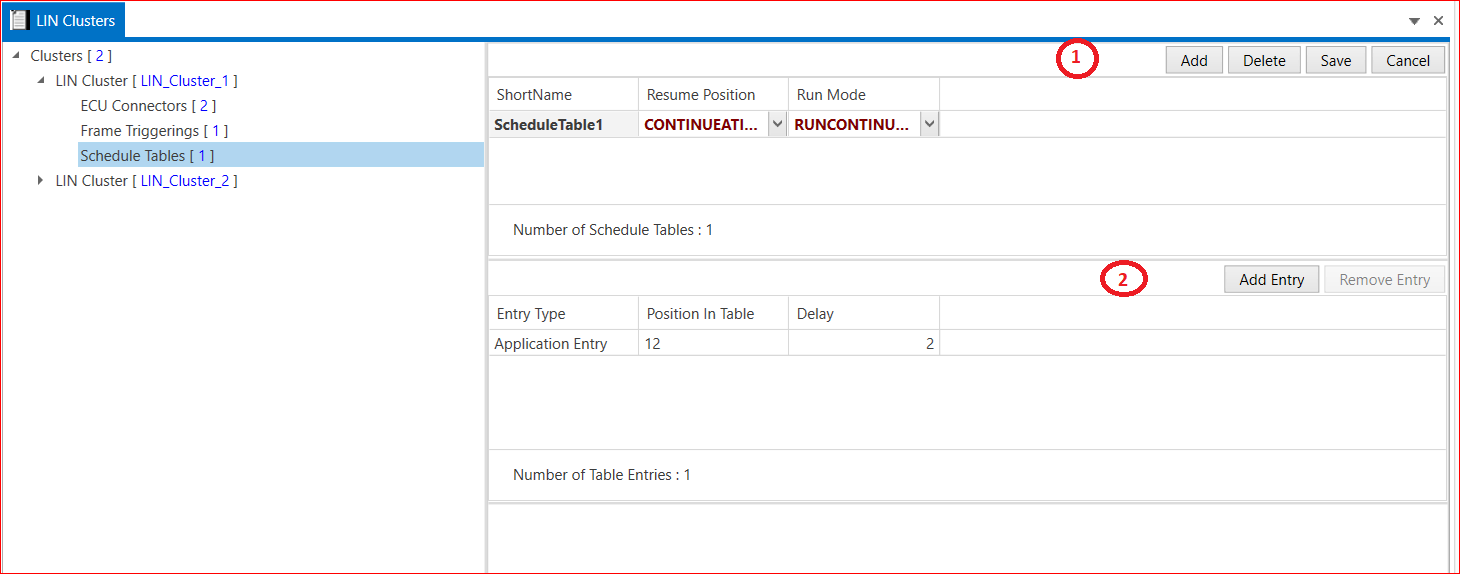 LIN Clusters
Clusters [ 2 ]
LIN Cluster [ LIN_Cluster_1 ]
ECU Connectors [ 2 ]
Frame Triggerings [ 1 ]
Schedule Tables [ 1 ]
LIN Cluster [ LIN_Cluster_2 ]
1 Add Delete Save Cancel
ShortName Resume Position Run Mode
ScheduleTable1 CONTINUEATI... RUNCONTINU...
Number of Schedule Tables : 1
2 Add Entry Remove Entry
Entry Type Position In Table Delay
Application Entry 12 2
Number of Table Entries : 1